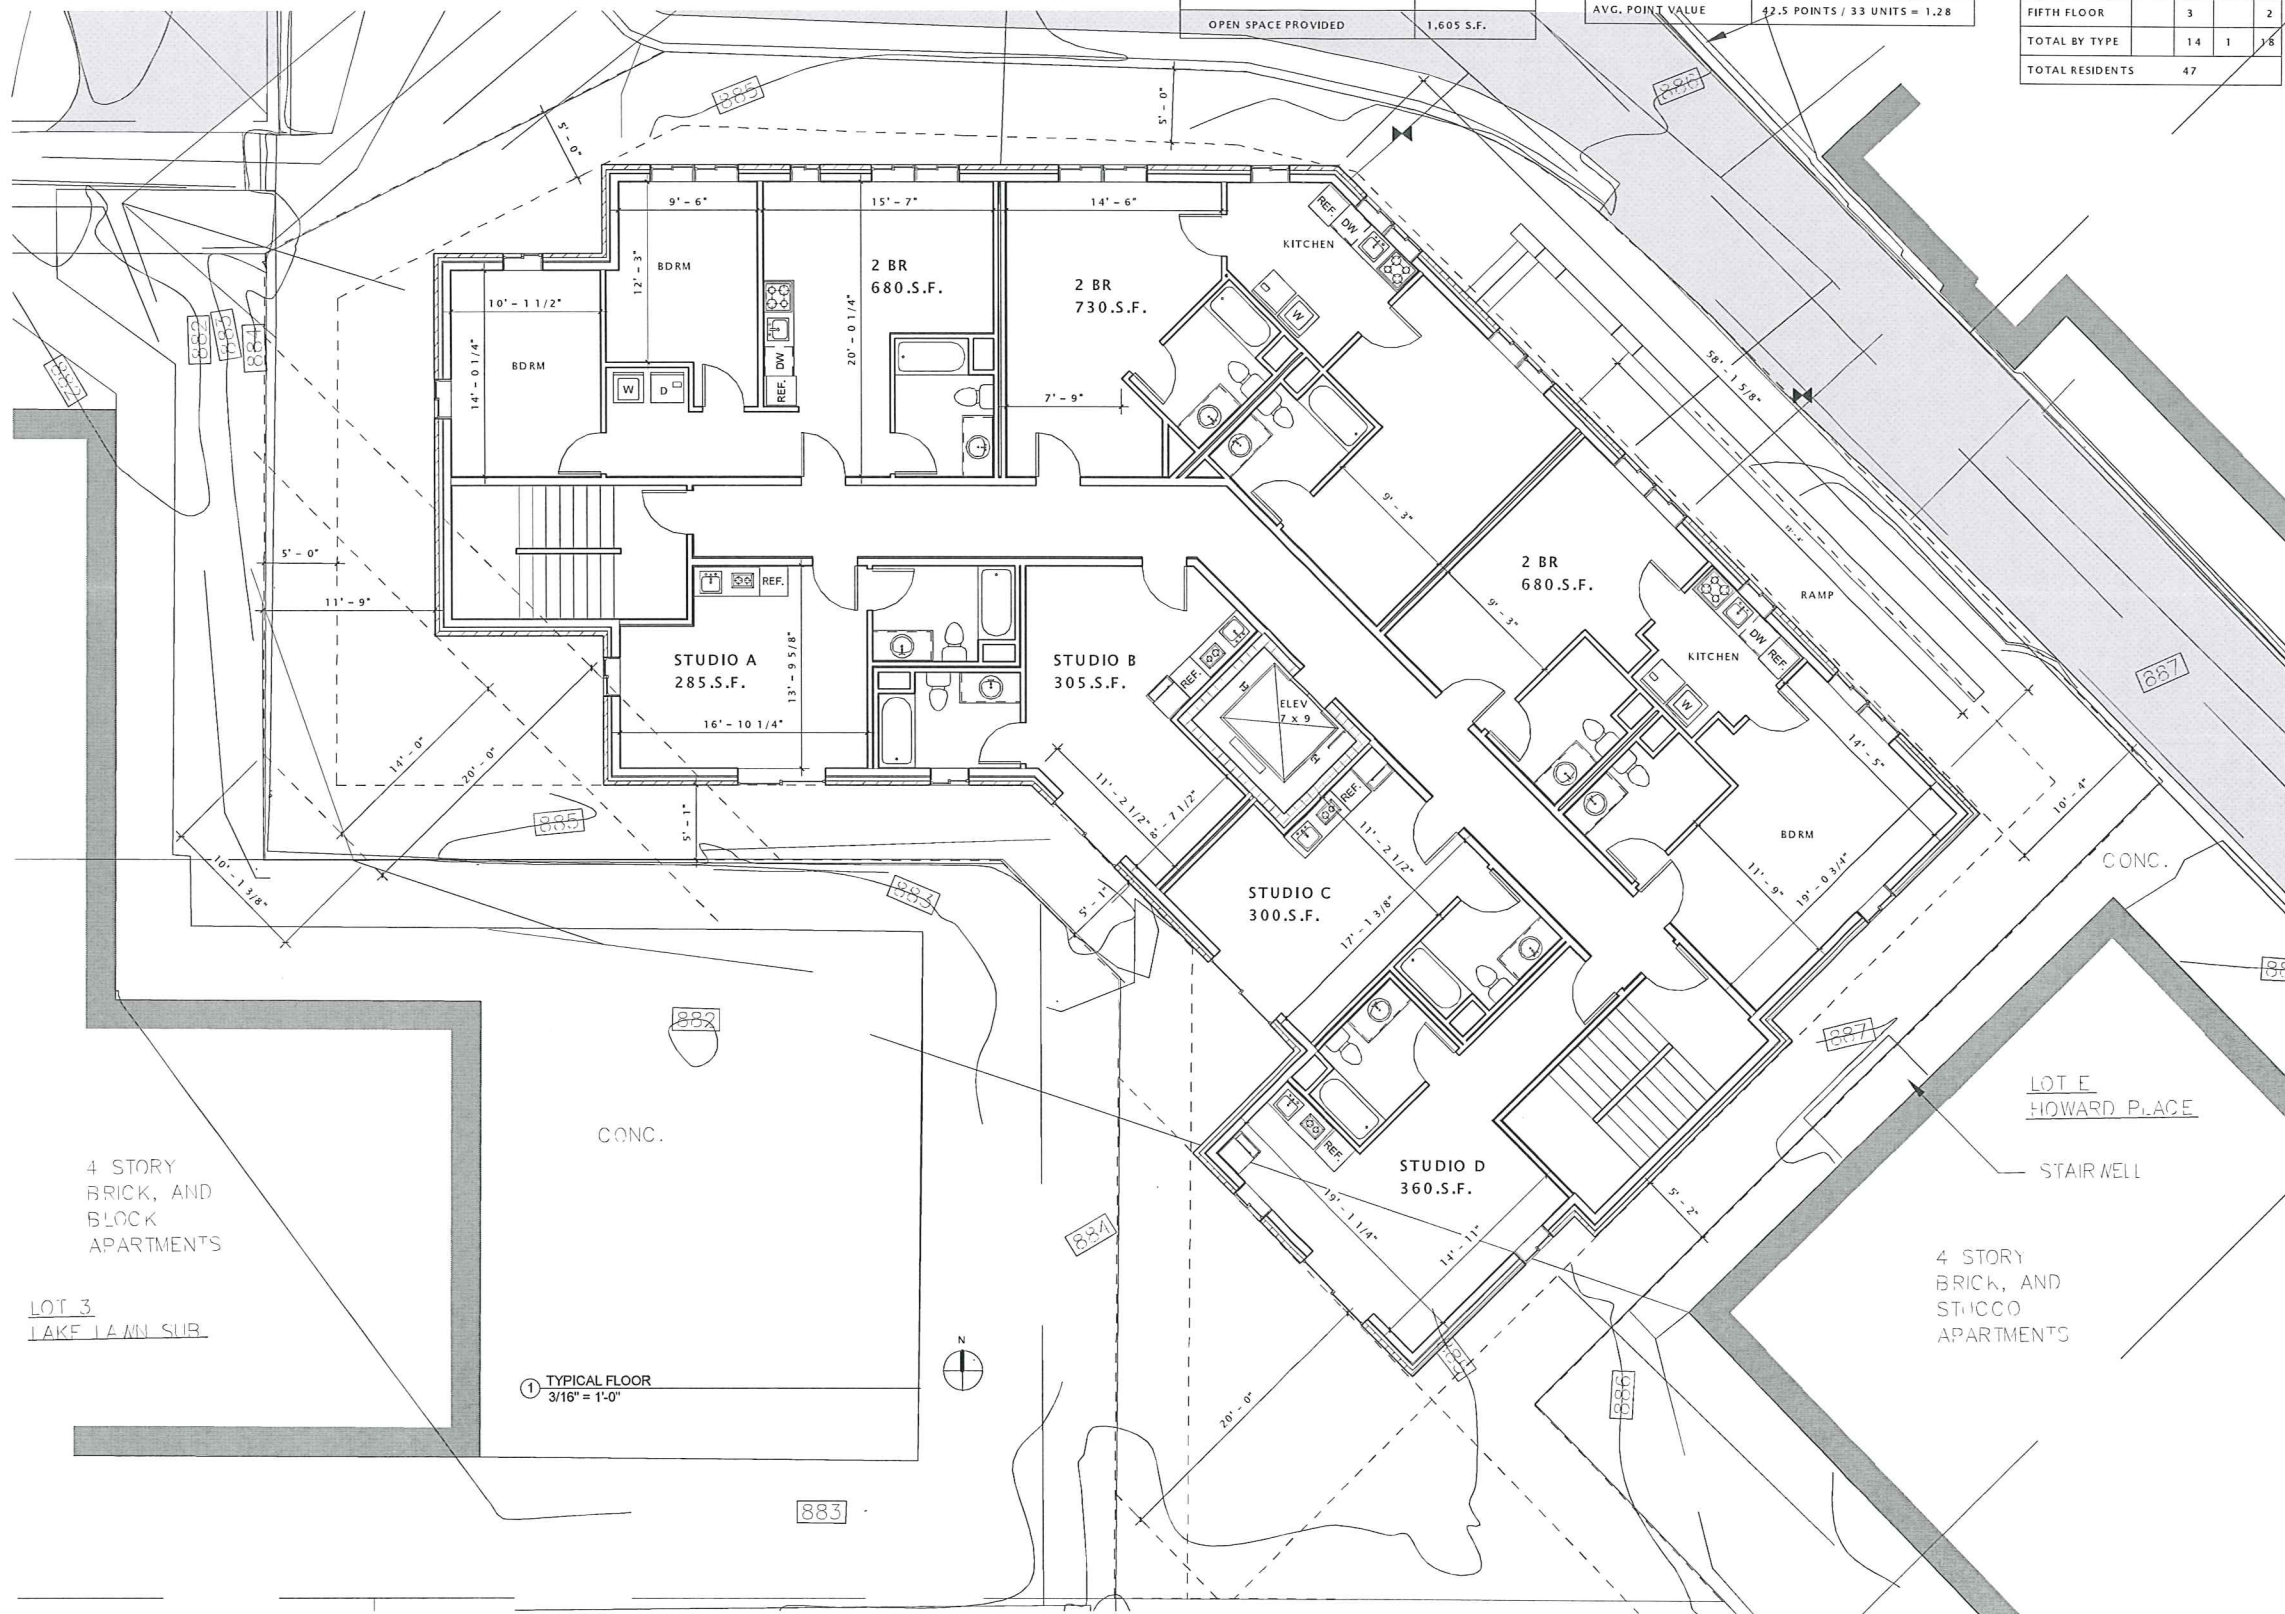 OPEN SPACE PROVIDED 1,605 S.F.
AVG. POINT VALUE 42.5 POINTS / 33 UNITS = 1.28
FIFTH FLOOR 3 2
TOTAL BY TYPE 14 1 18
TOTAL RESIDENTS 47
885
886
5' - 0"
5' - 0"
9' - 6"
15' - 7"
14' - 6"
REF.
DW
KITCHEN
BDRM
12' - 3"
2 BR
680.S.F.
2 BR
730.S.F.
10' - 1 1/2"
20' - 0 1/4"
W
882
883
884
882
14' - 0 1/4"
BDRM
DW
REF.
W
D
7' - 9"
58' - 1 5/8"
9' - 3"
5' - 0"
11' - 9"
REF.
2 BR
680.S.F.
9' - 3"
RAMP
KITCHEN
DW
REF.
W
STUDIO A
285.S.F.
13' - 9 5/8"
16' - 10 1/4"
STUDIO B
305.S.F.
REF.
ELEV
7 x 9
887
14' - 0"
20' - 0"
11' - 2 1/2"
8' - 7 1/2"
REF.
14' - 5"
10' - 4"
885
5' - 1"
11' - 2 1/2"
BDRM
CONC.
10' - 1 3/8"
883
5' - 1"
STUDIO C
300.S.F.
17' - 1 3/8"
11' - 9"
19' - 0 3/4"
882
887
CONC.
LOT E
HOWARD PLACE
REF.
STUDIO D
360.S.F.
STAIRWELL
4 STORY
BRICK, AND
BLOCK
APARTMENTS
884
19' - 1 1/4"
14' - 11"
5' - 2"
4 STORY
BRICK, AND
STUCCO
APARTMENTS
LOT 3
LAKE LAWN SUB
N
1 TYPICAL FLOOR
3/16" = 1'-0"
886
20' - 0"
883